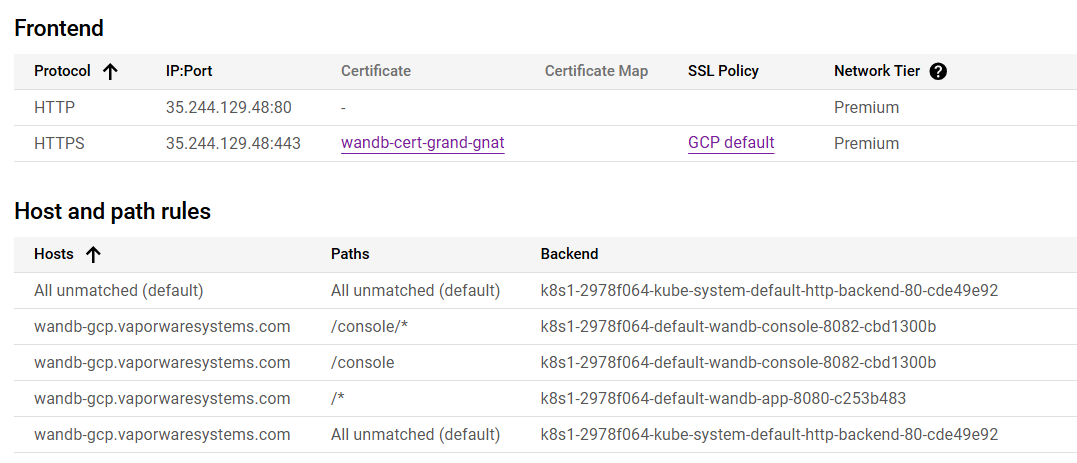 Frontend
Protocol IP:Port Certificate Certificate Map SSL Policy Network Tier ?
HTTP 35.244.129.48:80 - Premium
HTTPS 35.244.129.48:443 wandb-cert-grand-gnat GCP default Premium
Host and path rules
Hosts Paths Backend
All unmatched (default) All unmatched (default) k8s1-2978f064-kube-system-default-http-backend-80-cde49e92
wandb-gcp.vaporwaresystems.com /console/* k8s1-2978f064-default-wandb-console-8082-cbd1300b
wandb-gcp.vaporwaresystems.com /console k8s1-2978f064-default-wandb-console-8082-cbd1300b
wandb-gcp.vaporwaresystems.com /* k8s1-2978f064-default-wandb-app-8080-c253b483
wandb-gcp.vaporwaresystems.com All unmatched (default) k8s1-2978f064-kube-system-default-http-backend-80-cde49e92